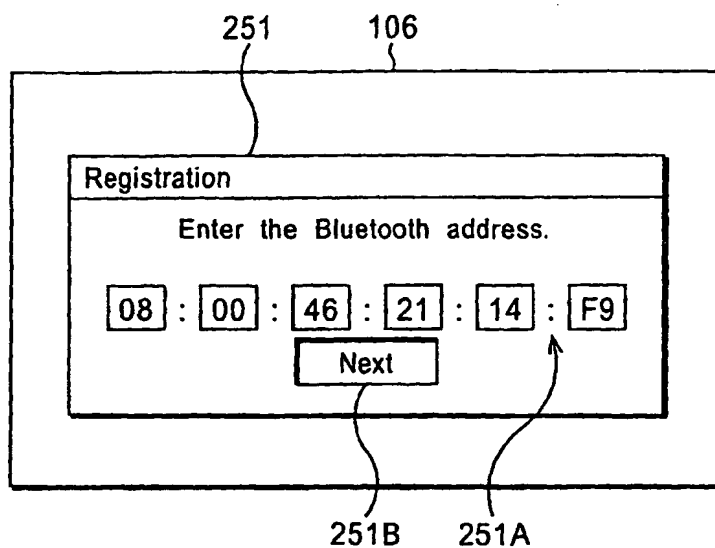 251 106
Registration
Enter the Bluetooth address.
08 : 00 : 46 : 21 : 14 : F9
Next
251B 251A